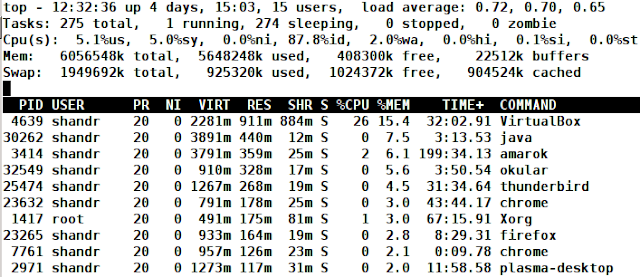 top - 12:32:36 up 4 days, 15:03, 15 users,  load average: 0.72, 0.70, 0.65
Tasks: 275 total,   1 running, 274 sleeping,   0 stopped,   0 zombie
Cpu(s):  5.1%us,  5.0%sy,  0.0%ni, 87.8%id,  2.0%wa,  0.0%hi,  0.1%si,  0.0%st
Mem:   6056548k total,  5648248k used,   408300k free,    22512k buffers
Swap:  1949692k total,   925320k used,  1024372k free,   904524k cached
PID USER      PR  NI  VIRT  RES  SHR S %CPU %MEM    TIME+  COMMAND
4639 shandr    20   0 2281m 911m 884m S   26 15.4  32:02.91 VirtualBox
30262 shandr    20   0 3891m 440m  12m S    0  7.5   3:13.53 java
3414 shandr    20   0 3791m 359m  25m S    2  6.1 199:34.13 amarok
32549 shandr    20   0  910m 328m  17m S    0  5.6   3:50.54 okular
25474 shandr    20   0 1267m 268m  19m S    0  4.5  31:34.64 thunderbird
23632 shandr    20   0  791m 178m  25m S    0  3.0  43:44.17 chrome
1417 root      20   0  491m 175m  81m S    1  3.0  67:15.91 Xorg
23265 shandr    20   0  933m 164m  19m S    0  2.8   8:29.31 firefox
7761 shandr    20   0  957m 126m  23m S    0  2.1   0:09.78 chrome
2971 shandr    20   0 1273m 117m  31m S    0  2.0  11:58.58 plasma-desktop